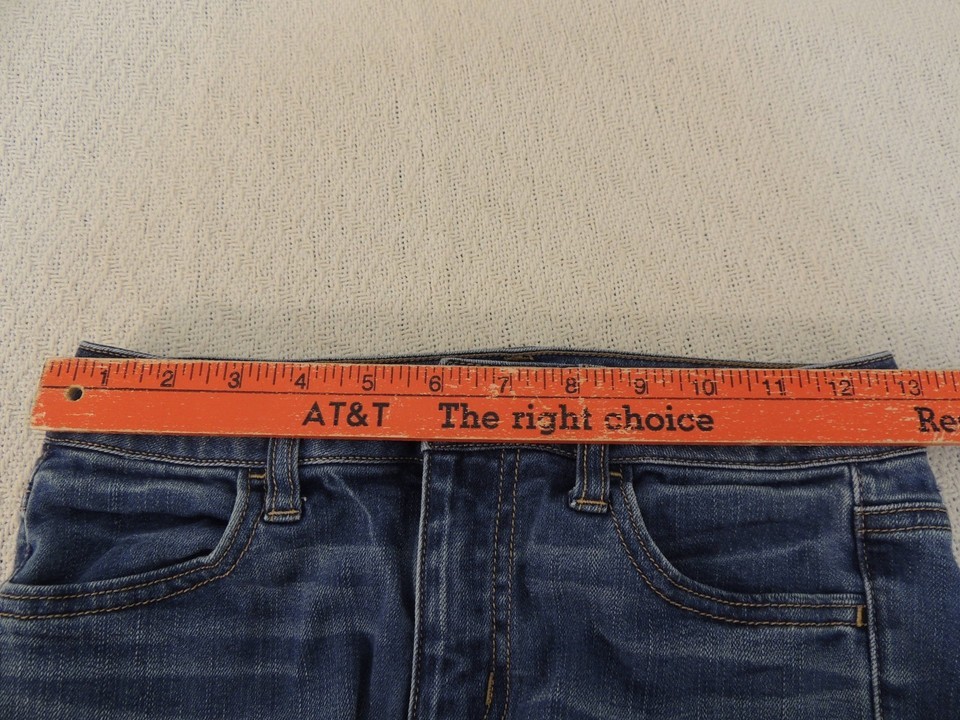 1 2 3 4 5 6 7 8 9 10 11 12 13
AT&T The right choice